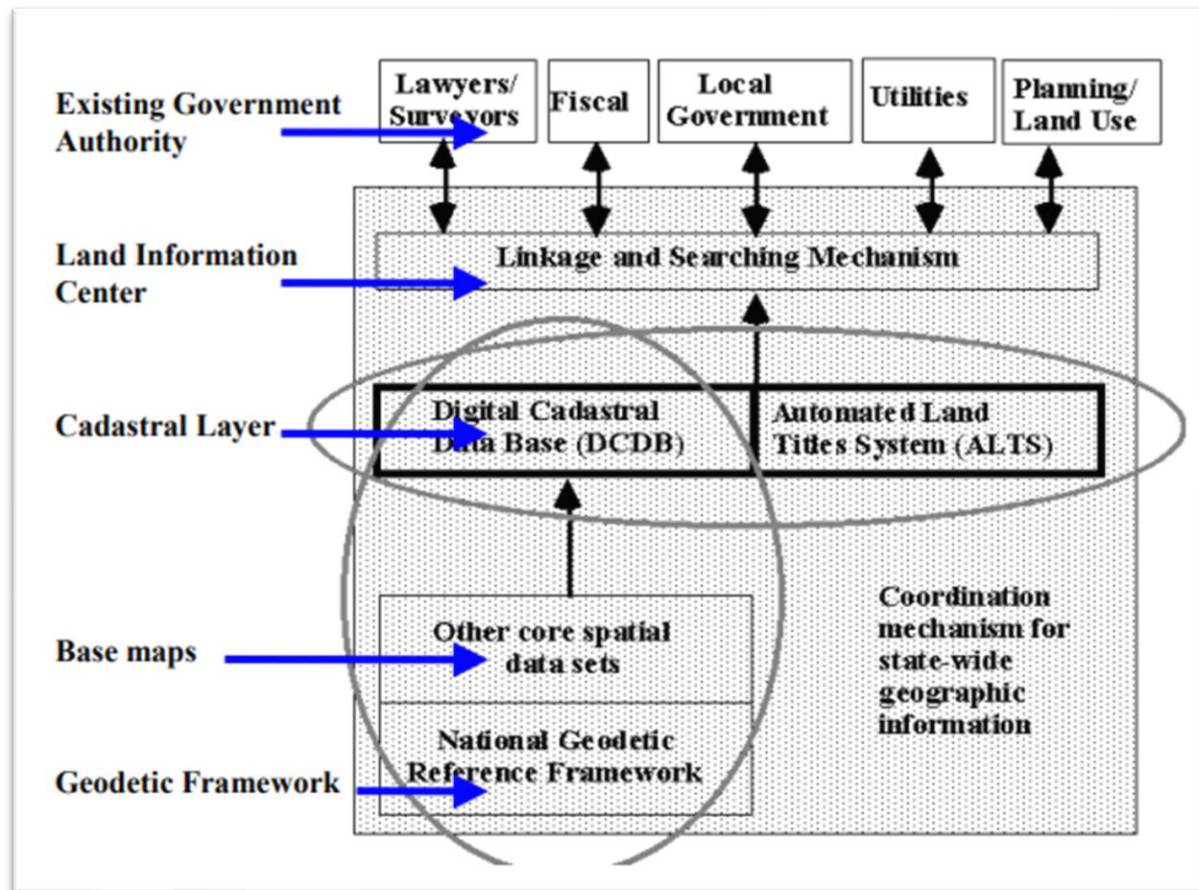 Existing Government
Authority
Lawyers/
Surveyors
Fiscal
Local
Government
Utilities
Planning/
Land Use
Land Information
Center
Linkage and Searching Mechanism
Cadastral Layer
Digital Cadastral
Data Base (DCDB)
Automated Land
Titles System (ALTS)
Base maps
Other core spatial
data sets
Coordination
mechanism for
state-wide
geographic
information
Geodetic Framework
National Geodetic
Reference Framework